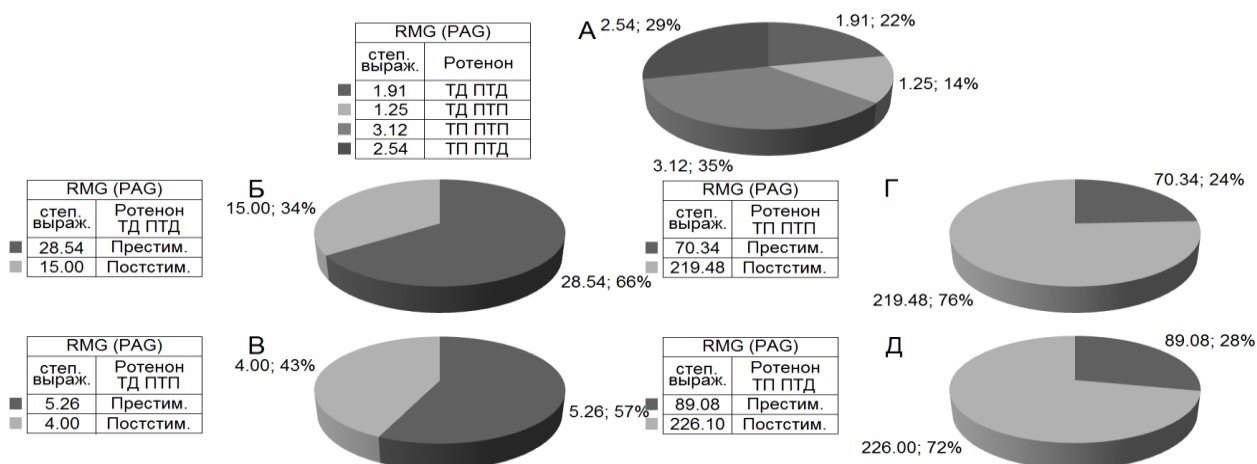 RMG (PAG)
степ. выраж. Ротенон
1.91 ТД ПТД
1.25 ТД ПТП
3.12 ТП ПТП
2.54 ТП ПТД
А
2.54; 29%
1.91; 22%
1.25; 14%
3.12; 35%
RMG (PAG)
степ. выраж. Ротенон ТД ПТД
28.54 Престим.
15.00 Постстим.
Б
15.00; 34%
28.54; 66%
RMG (PAG)
степ. выраж. Ротенон ТП ПТП
70.34 Престим.
219.48 Постстим.
Г
70.34; 24%
219.48; 76%
RMG (PAG)
степ. выраж. Ротенон ТД ПТП
5.26 Престим.
4.00 Постстим.
В
4.00; 43%
5.26; 57%
RMG (PAG)
степ. выраж. Ротенон ТП ПТД
89.08 Престим.
226.10 Постстим.
Д
89.08; 28%
226.00; 72%